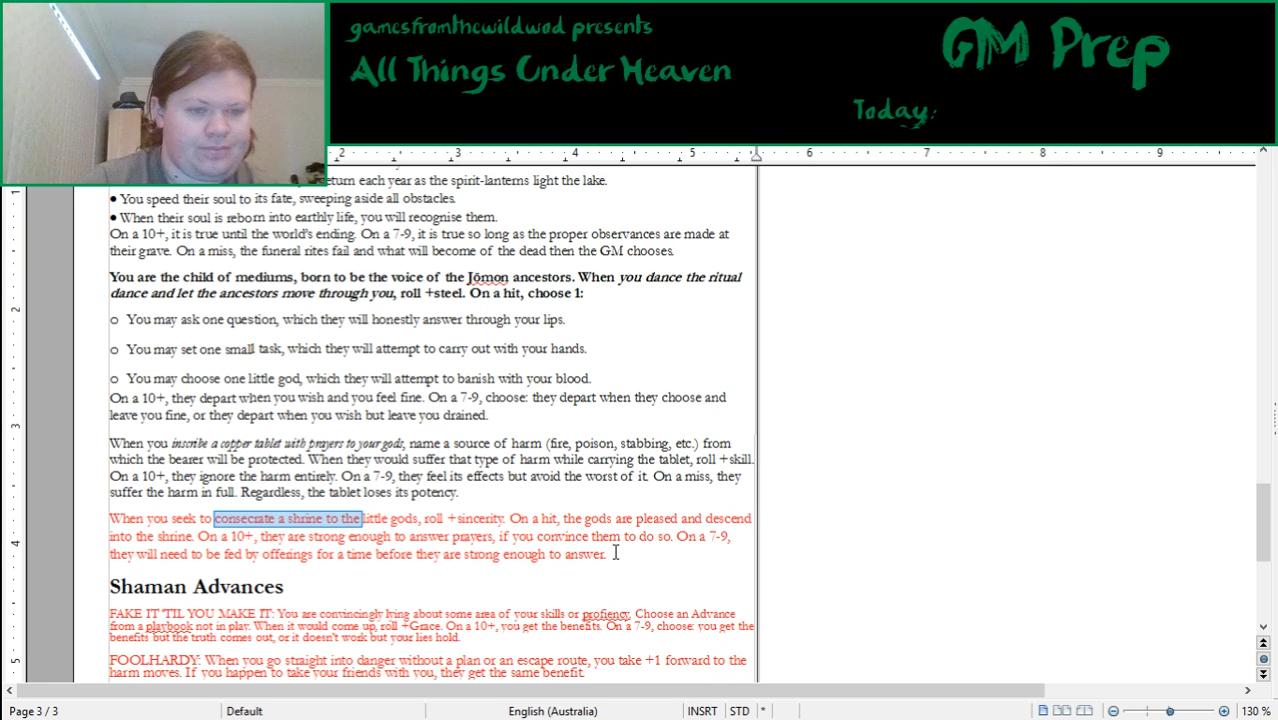 gamesfromthewildwod presents
GM Prep
All Things Under Heaven
Today:
2 3 4 5 6 7 8 9
return each year as the spirit-lanterns light the lake.
• You speed their soul to its fate, sweeping aside all obstacles.
• When their soul is reborn into earthly life, you will recognise them.
On a 10+, it is true until the world's ending. On a 7-9, it is true so long as the proper observances are made at
their grave. On a miss, the funeral rites fail and what will become of the dead then the GM chooses.
You are the child of mediums, born to be the voice of the Jōmon ancestors. When you dance the ritual
dance and let the ancestors move through you, roll +steel. On a hit, choose 1:
o You may ask one question, which they will honestly answer through your lips.
o You may set one small task, which they will attempt to carry out with your hands.
o You may choose one little god, which they will attempt to banish with your blood.
On a 10+, they depart when you wish and you feel fine. On a 7-9, choose: they depart when they choose and
leave you fine, or they depart when you wish but leave you drained.
When you inscribe a copper tablet with prayers to your gods, name a source of harm (fire, poison, stabbing, etc.) from
which the bearer will be protected. When they would suffer that type of harm while carrying the tablet, roll +skill.
On a 10+, they ignore the harm entirely. On a 7-9, they feel its effects but avoid the worst of it. On a miss, they
suffer the harm in full. Regardless, the tablet loses its potency.
When you seek to consecrate a shrine to the little gods, roll +sincerity. On a hit, the gods are pleased and descend
into the shrine. On a 10+, they are strong enough to answer prayers, if you convince them to do so. On a 7-9,
they will need to be fed by offerings for a time before they are strong enough to answer.
Shaman Advances
FAKE IT 'TIL YOU MAKE IT: You are convincingly lying about some area of your skills or profiency. Choose an Advance
from a playbook not in play. When it would come up, roll +Grace. On a 10+, you get the benefits. On a 7-9, choose: you get the
benefits but the truth comes out, or it doesn't work but your lies hold.
FOOLHARDY: When you go straight into danger without a plan or an escape route, you take +1 forward to the
harm moves. If you happen to take your friends with you, they get the same benefit.
1
2
3
4
5
Page 3 / 3 Default English (Australia) INSRT STD * 130 %